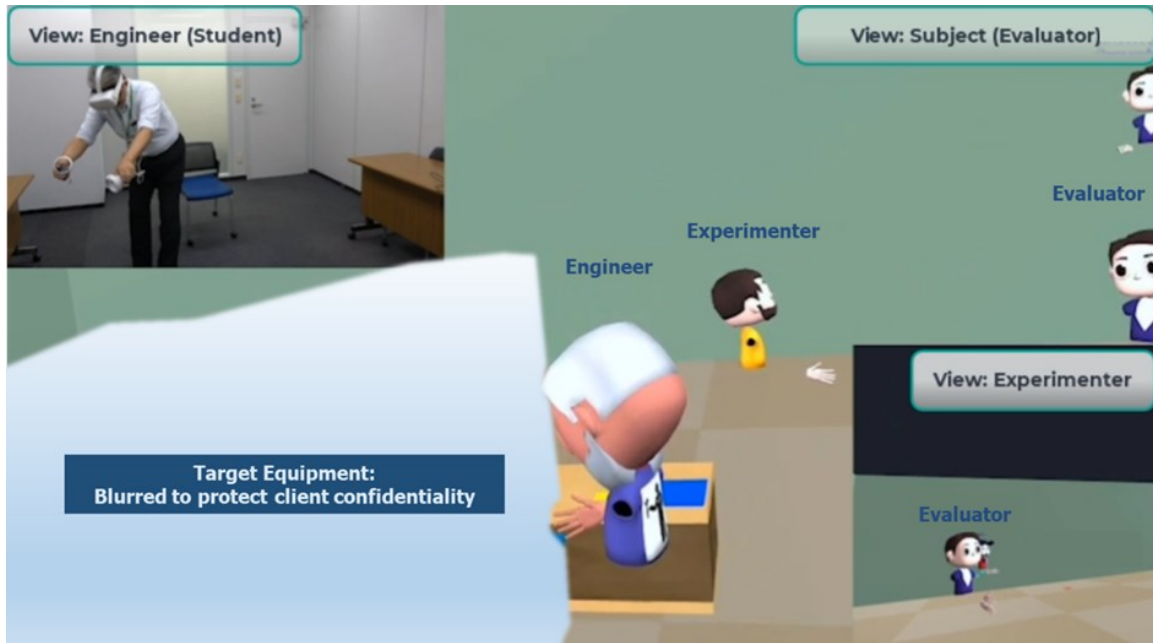 View: Engineer (Student)
View: Subject (Evaluator)
Evaluator
Experimenter
Engineer
View: Experimenter
Target Equipment:
Blurred to protect client confidentiality
Evaluator